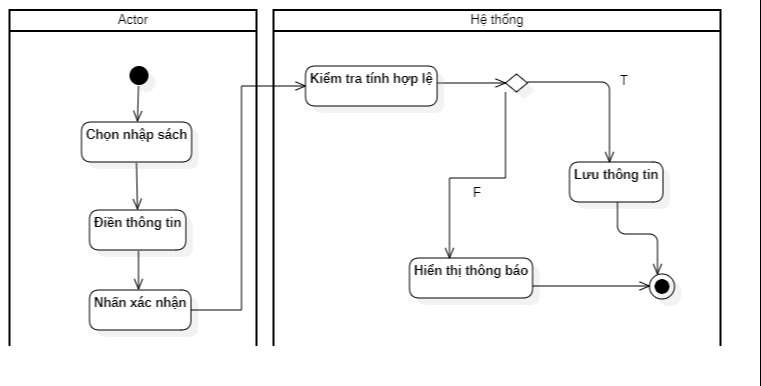 Actor
Hệ thống
Kiểm tra tính hợp lệ
T
Chọn nhập sách
Lưu thông tin
F
Điền thông tin
Hiển thị thông báo
Nhấn xác nhận